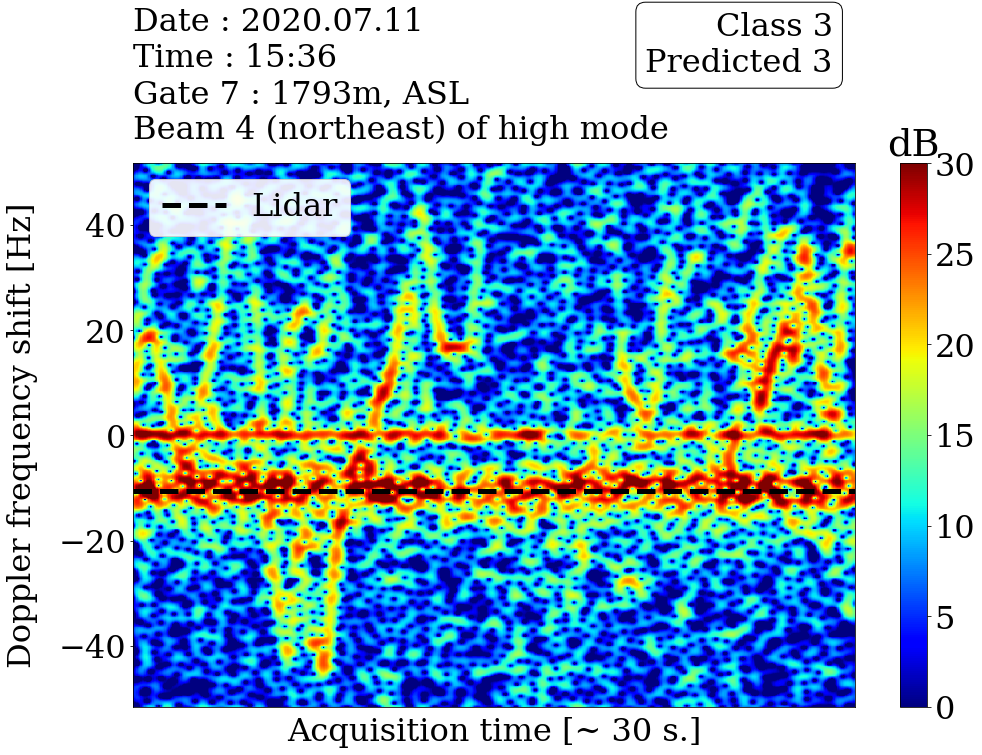 Date : 2020.07.11
Time : 15:36
Gate 7 : 1793m, ASL
Beam 4 (northeast) of high mode
Class 3
Predicted 3
dB
30
25
20
15
10
5
0
Lidar
Doppler frequency shift [Hz]
40
20
0
−20
−40
Acquisition time [~ 30 s.]